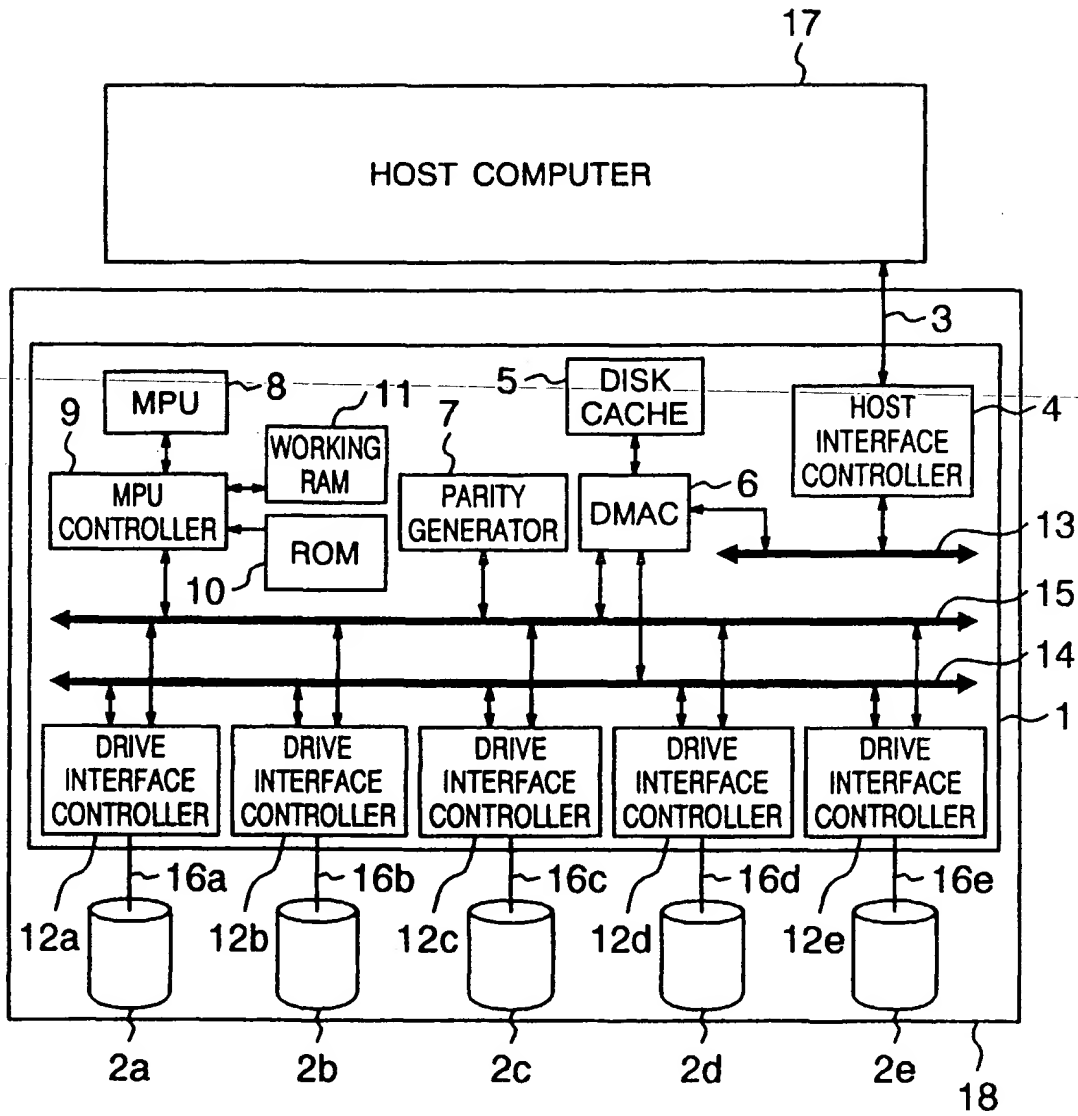 17
HOST COMPUTER
3
MPU
8
9
MPU
CONTROLLER
11
WORKING
RAM
ROM
10
7
PARITY
GENERATOR
5
DISK
CACHE
DMAC
6
HOST
INTERFACE
CONTROLLER
4
13
15
14
1
DRIVE
INTERFACE
CONTROLLER
DRIVE
INTERFACE
CONTROLLER
DRIVE
INTERFACE
CONTROLLER
DRIVE
INTERFACE
CONTROLLER
DRIVE
INTERFACE
CONTROLLER
16a
16b
16c
16d
16e
12a
12b
12c
12d
12e
2a
2b
2c
2d
2e
18